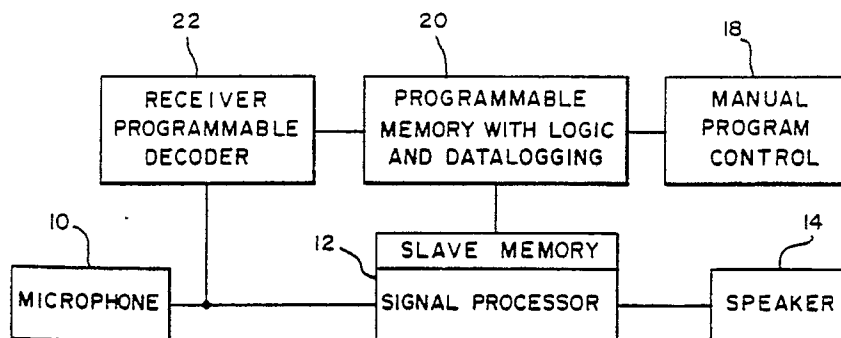 22
20
18
RECEIVER
PROGRAMMABLE
DECODER
PROGRAMMABLE
MEMORY WITH LOGIC
AND DATALOGGING
MANUAL
PROGRAM
CONTROL
10
12
14
SLAVE MEMORY
MICROPHONE
SIGNAL PROCESSOR
SPEAKER